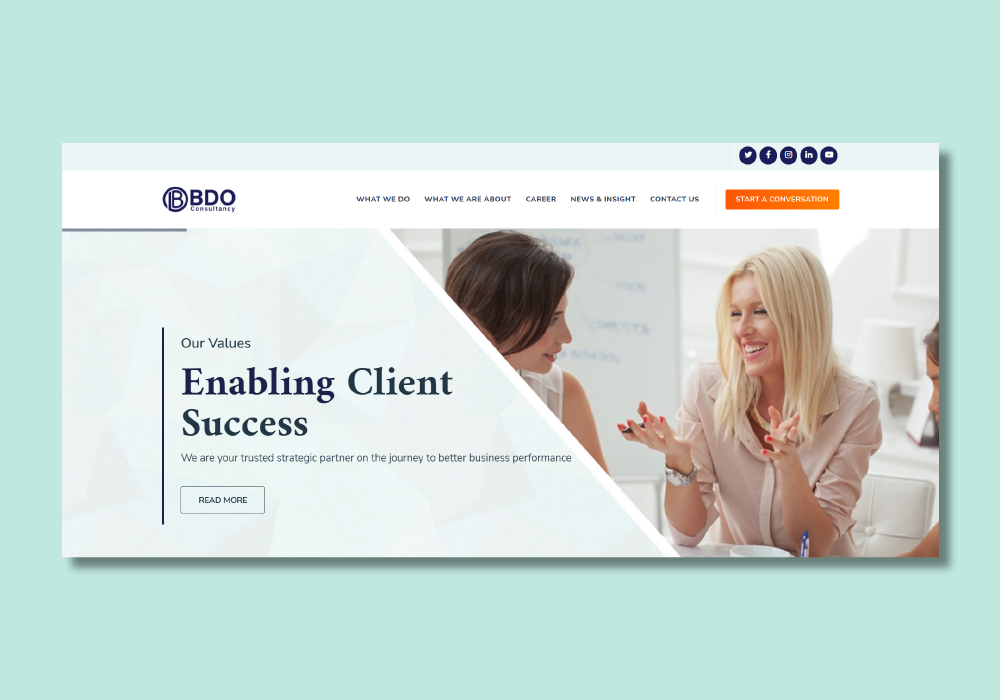 BDO
Consultancy
WHAT WE DO
WHAT WE ARE ABOUT
CAREER
NEWS & INSIGHT
CONTACT US
START A CONVERSATION
Our Values
Enabling Client
Success
We are your trusted strategic partner on the journey to better business performance
READ MORE